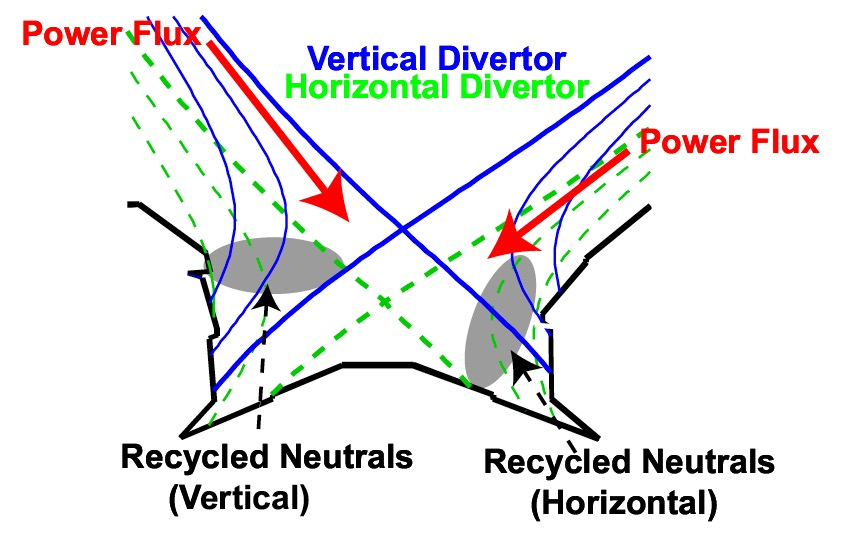 Power Flux
Vertical Divertor
Horizontal Divertor
Power Flux
Recycled Neutrals
(Vertical)
Recycled Neutrals
(Horizontal)